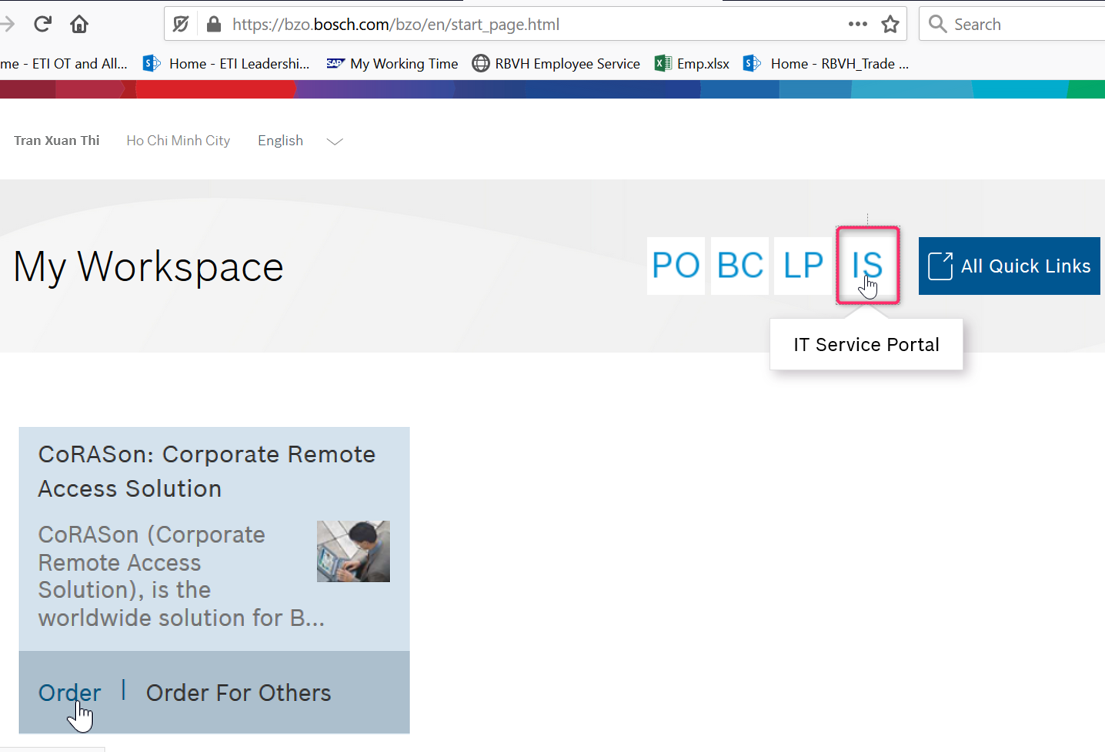 https://bzo.bosch.com/bzo/en/start_page.html
Search
me - ETI OT and All...
Home - ETI Leadershi...
SAP My Working Time
RBVH Employee Service
Emp.xlsx
Home - RBVH_Trade ...
Tran Xuan Thi
Ho Chi Minh City
English
My Workspace
PO
BC
LP
IS
All Quick Links
IT Service Portal
CoRASon: Corporate Remote
Access Solution
CoRASon (Corporate
Remote Access
Solution), is the
worldwide solution for B...
Order | Order For Others